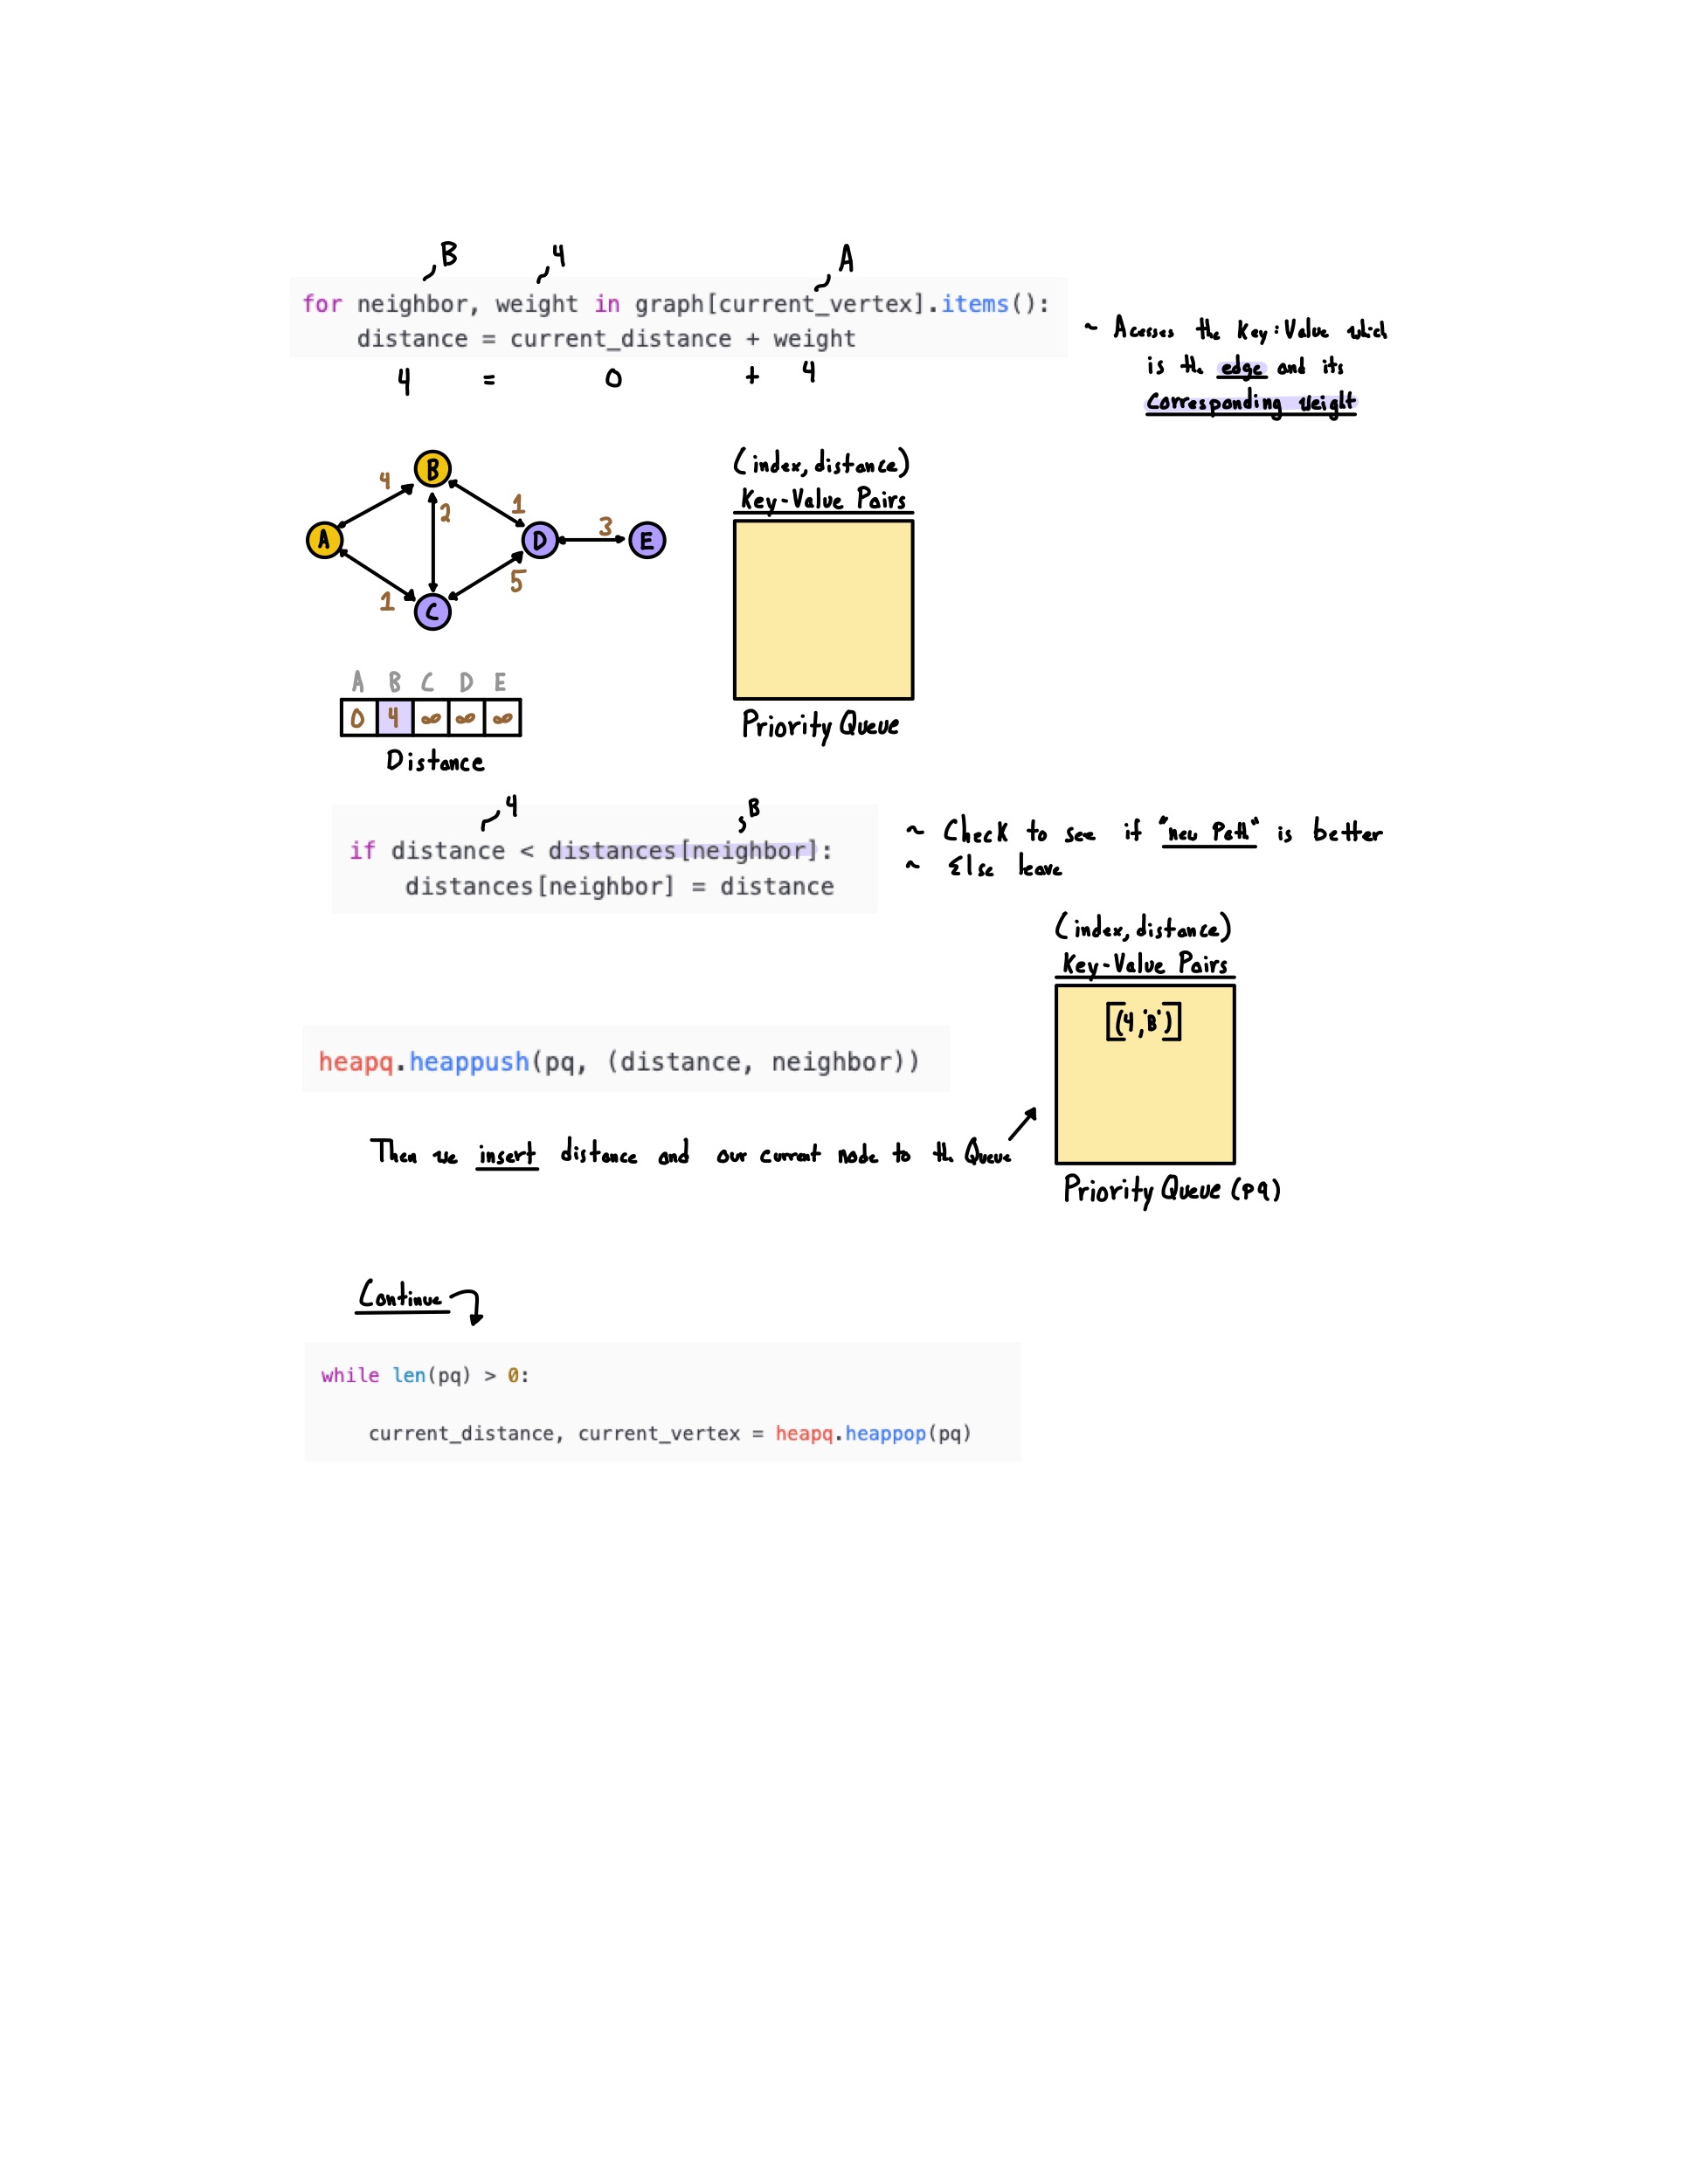 B 4 A
for neighbor, weight in graph[current_vertex].items():
distance = current_distance + weight
4 = 0 + 4
~ Acesses the Key:Value which
is the edge and its
Corresponding Weight
B
4
2
1
A
D
3
E
1
5
C
(index, distance)
Key-Value Pairs
Priority Queue
A B C D E
0 4 ∞ ∞ ∞
Distance
4 B
if distance < distances[neighbor]:
distances[neighbor] = distance
~ Check to see if "new Path" is better
~ Else leave
(index, distance)
Key-Value Pairs
[(4,'B')]
Priority Queue (pq)
heapq.heappush(pq, (distance, neighbor))
Then we insert distance and our current node to the Queue
Continue
while len(pq) > 0:
current_distance, current_vertex = heapq.heappop(pq)